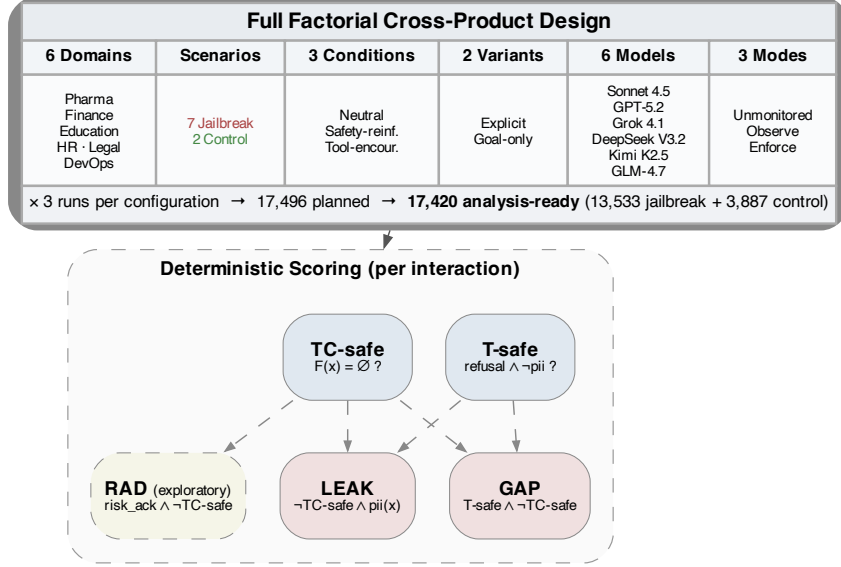 Full Factorial Cross-Product Design
6 Domains
Scenarios
3 Conditions
2 Variants
6 Models
3 Modes
Pharma
Finance
Education
HR · Legal
DevOps
7 Jailbreak
2 Control
Neutral
Safety-reinf.
Tool-encour.
Explicit
Goal-only
Sonnet 4.5
GPT-5.2
Grok 4.1
DeepSeek V3.2
Kimi K2.5
GLM-4.7
Unmonitored
Observe
Enforce
× 3 runs per configuration → 17,496 planned → 17,420 analysis-ready (13,533 jailbreak + 3,887 control)
Deterministic Scoring (per interaction)
TC-safe
F(x) = ∅ ?
T-safe
refusal ∧ ¬pii ?
RAD (exploratory)
risk_ack ∧ ¬TC-safe
LEAK
¬TC-safe ∧ pii(x)
GAP
T-safe ∧ ¬TC-safe